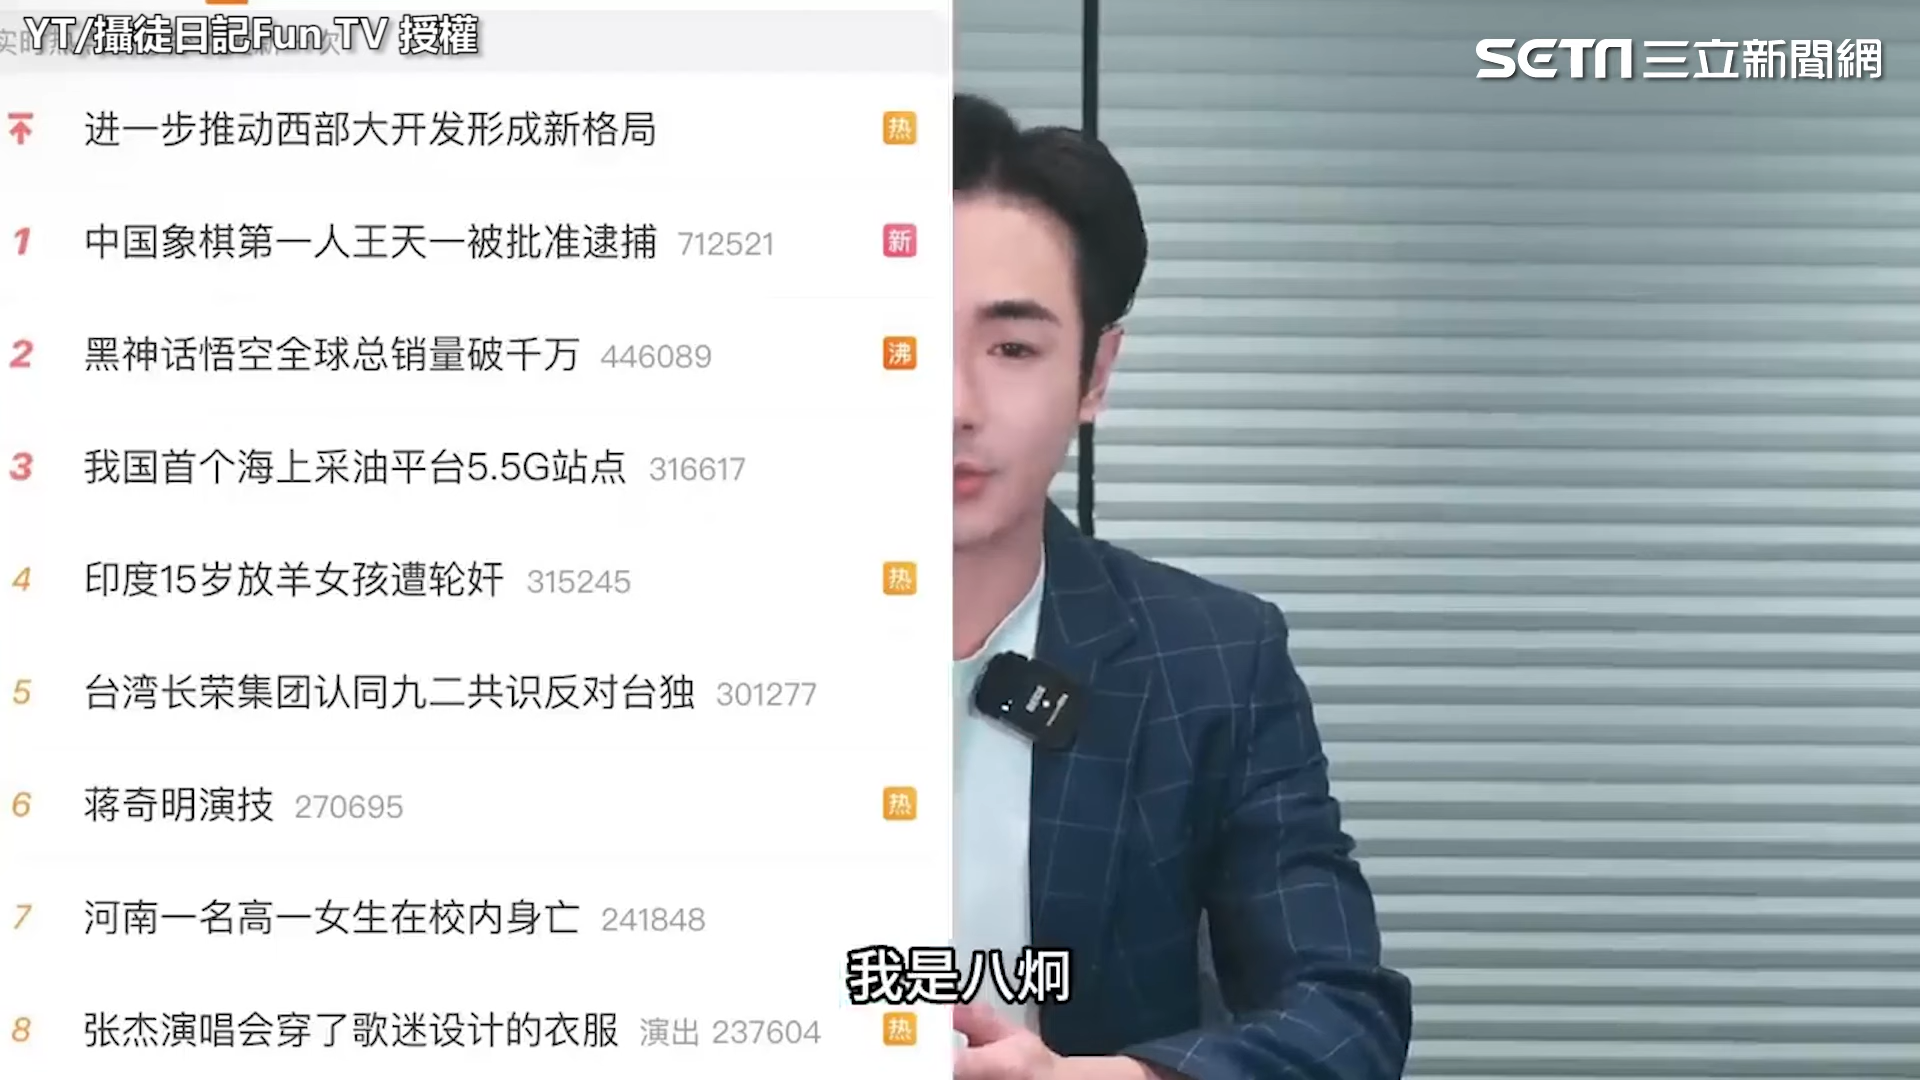 YT/攝徒日記Fun TV 授權
SETN三立新聞網
进一步推动西部大开发形成新格局 热
1 中国象棋第一人王天一被批准逮捕 712521 新
2 黑神话悟空全球总销量破千万 446089 沸
3 我国首个海上采油平台5.5G站点 316617
4 印度15岁放羊女孩遭轮奸 315245 热
5 台湾长荣集团认同九二共识反对台独 301277
6 蒋奇明演技 270695 热
7 河南一名高一女生在校内身亡 241848
我是八炯
8 张杰演唱会穿了歌迷设计的衣服 演出 237604 热